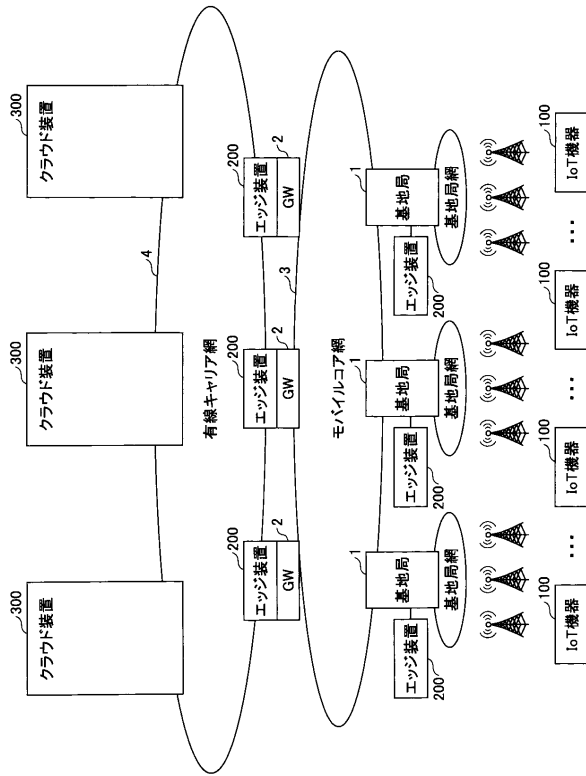 300
クラウド装置
300
クラウド装置
300
クラウド装置
4
有線キャリア網
200
エッジ装置
2
GW
200
エッジ装置
2
GW
200
エッジ装置
2
GW
3
モバイルコア網
1
基地局
エッジ装置
200
基地局網
1
基地局
エッジ装置
200
基地局網
1
基地局
エッジ装置
200
基地局網
100
IoT機器
...
100
IoT機器
...
100
IoT機器
...
100
IoT機器